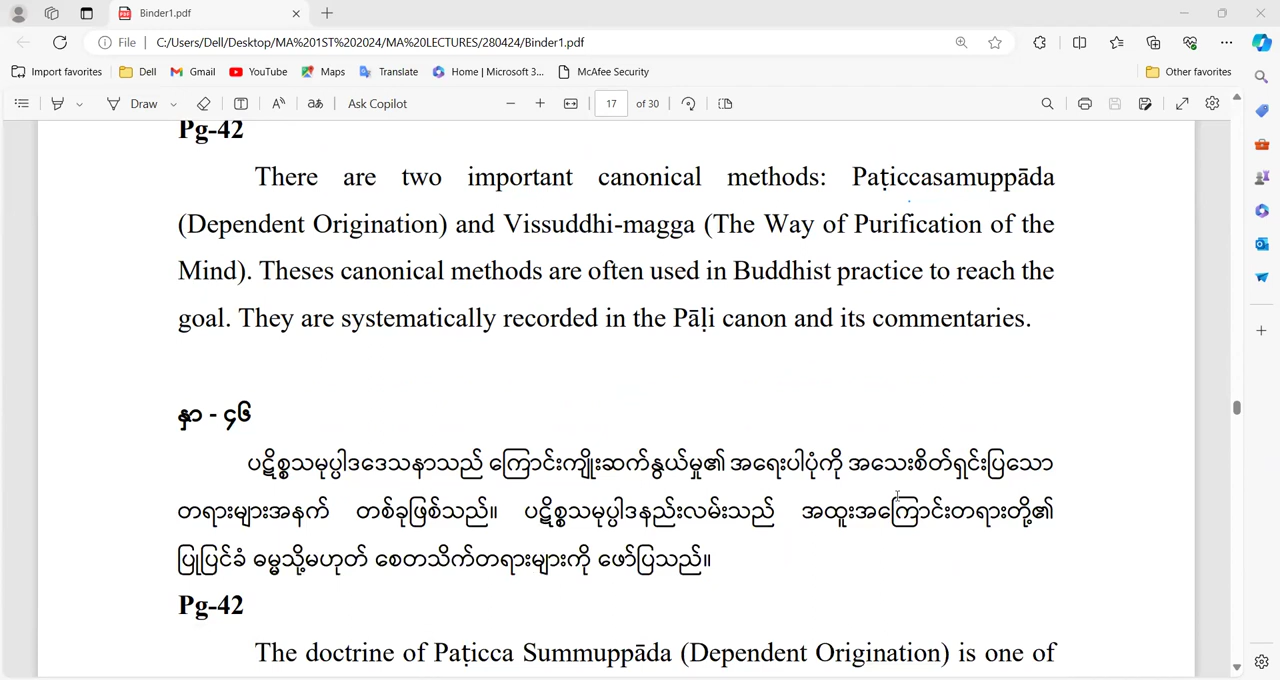 Binder1.pdf
File
C:/Users/Dell/Desktop/MA%201ST%202024/MA%20LECTURES/280424/Binder1.pdf
Import favorites Dell Gmail YouTube Maps Translate Home | Microsoft 3... McAfee Security Other favorites
Draw Ask Copilot 17 of 30
Pg-42
There are two important canonical methods: Paṭiccasamuppāda
(Dependent Origination) and Vissuddhi-magga (The Way of Purification of the
Mind). Theses canonical methods are often used in Buddhist practice to reach the
goal. They are systematically recorded in the Pāḷi canon and its commentaries.
နှာ - ၄၆
ပဋိစ္စသမုပ္ပါဒဒေသနာသည် ကြောင်းကျိုးဆက်နွယ်မှု၏ အရေးပါပုံကို အသေးစိတ်ရှင်းပြသော
တရားများအနက် တစ်ခုဖြစ်သည်။ ပဋိစ္စသမုပ္ပါဒနည်းလမ်းသည် အထူးအကြောင်းတရားတို့၏
ပြုပြင်ခံ ဓမ္မသို့မဟုတ် စေတသိက်တရားများကို ဖော်ပြသည်။
Pg-42
The doctrine of Paṭicca Summuppāda (Dependent Origination) is one of